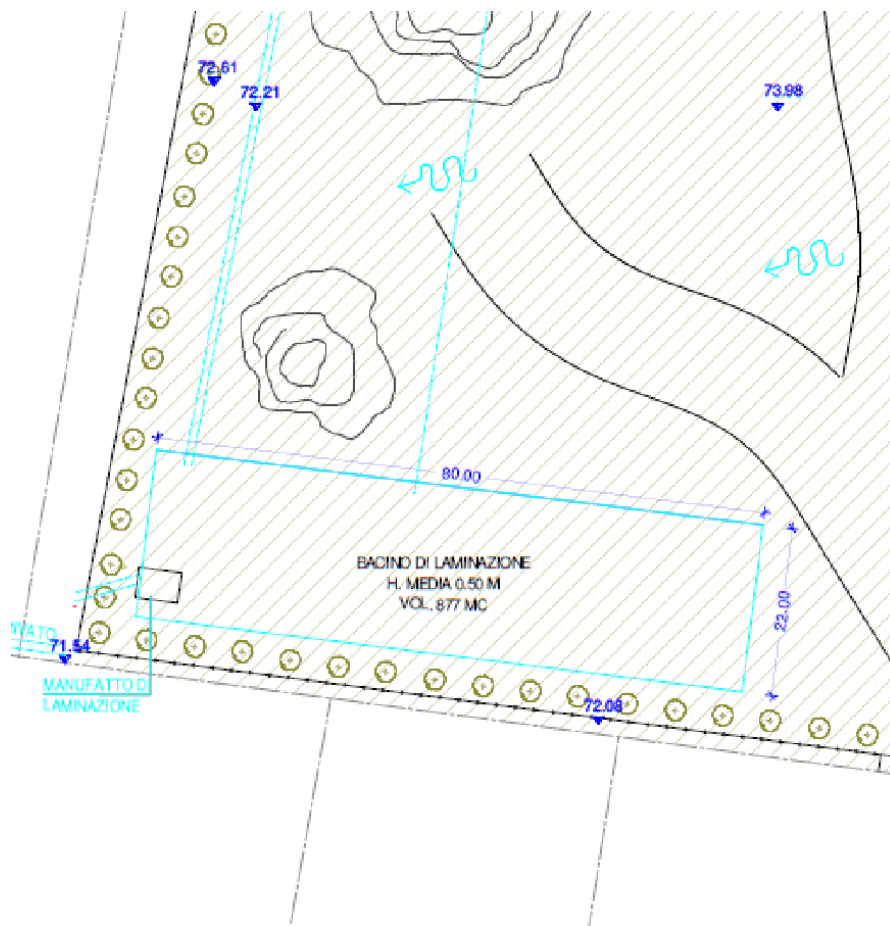 72.61
72.21
73.98
80.00
BACINO DI LAMINAZIONE
H. MEDIA 0.50 M
VOL. 877 MC
22.00
71.54
72.08
MANUFATTO DI
LAMINAZIONE